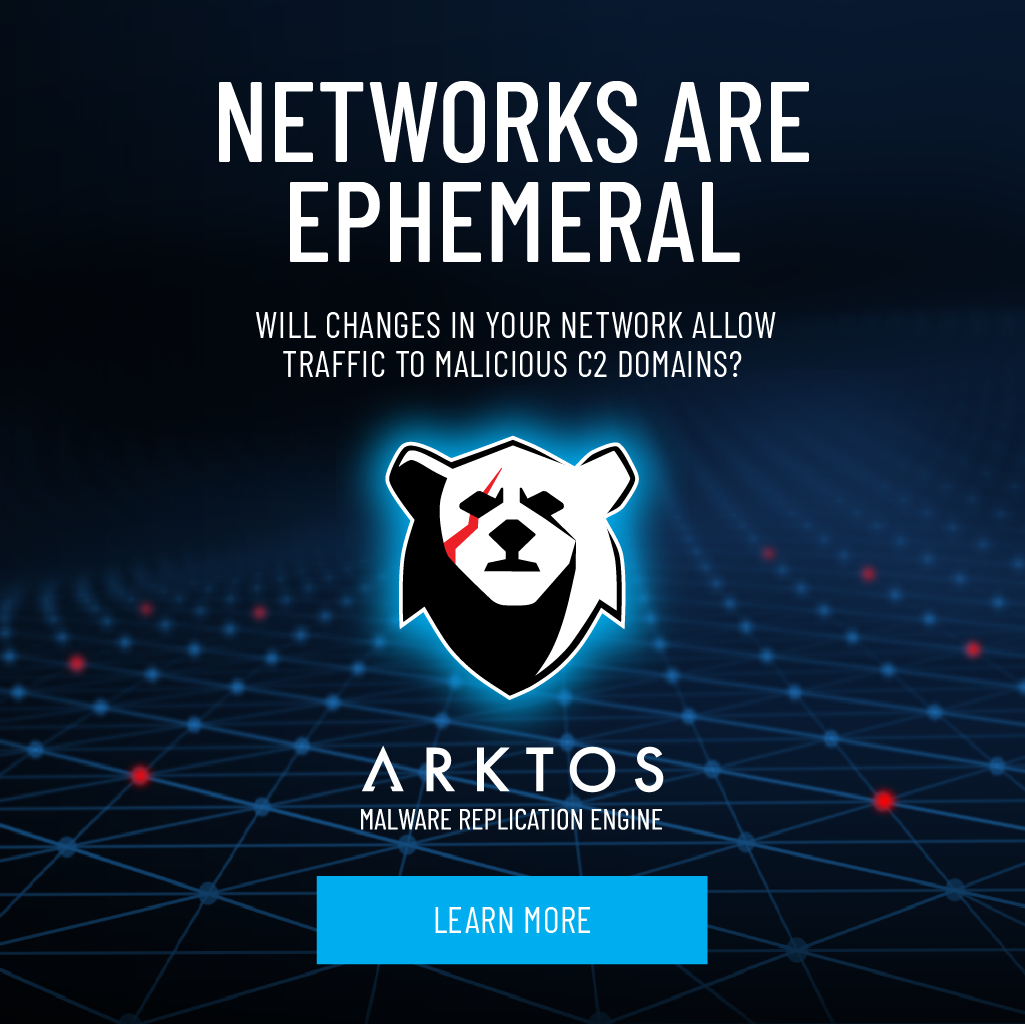 NETWORKS ARE
EPHEMERAL
WILL CHANGES IN YOUR NETWORK ALLOW
TRAFFIC TO MALICIOUS C2 DOMAINS?
ARKTOS
MALWARE REPLICATION ENGINE
LEARN MORE